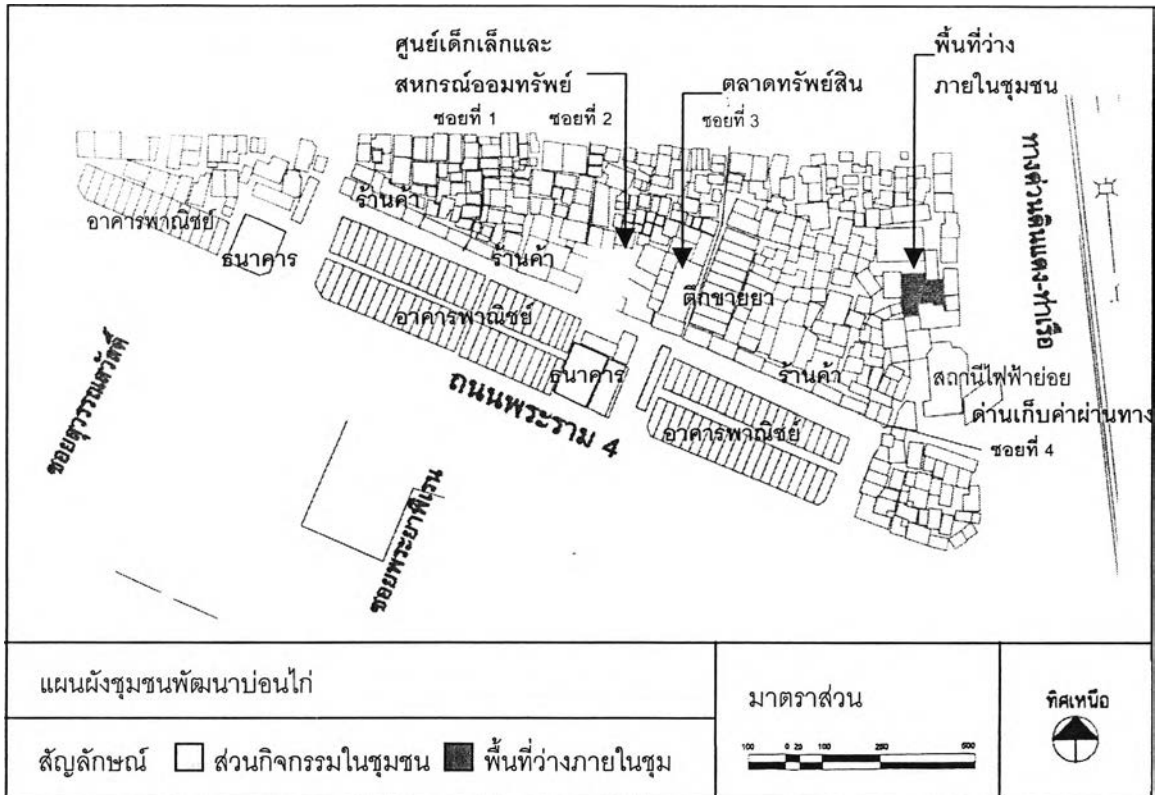 ศูนย์เด็กเล็กและ
สหกรณ์ออมทรัพย์
ตลาดทรัพย์สิน
พื้นที่ว่าง
ภายในชุมชน
ซอยที่ 1
ซอยที่ 2
ซอยที่ 3
อาคารพาณิชย์
ธนาคาร
ร้านค้า
ร้านค้า
อาคารพาณิชย์
ธนาคาร
ตึกขายยา
ร้านค้า
อาคารพาณิชย์
สถานีไฟฟ้าย่อย
ด่านเก็บค่าผ่านทาง
ซอยที่ 4
ทางด่วนดินแดง-ท่าเรือ
ถนนพระราม 4
ซอยสุวรรณสวัสดิ์
ซอยพระยาพิเรน
แผนผังชุมชนพัฒนาบ่อนไก่
มาตราส่วน
100 0 20 100 250 500
ทิศเหนือ
สัญลักษณ์ ส่วนกิจกรรมในชุมชน พื้นที่ว่างภายในชุม